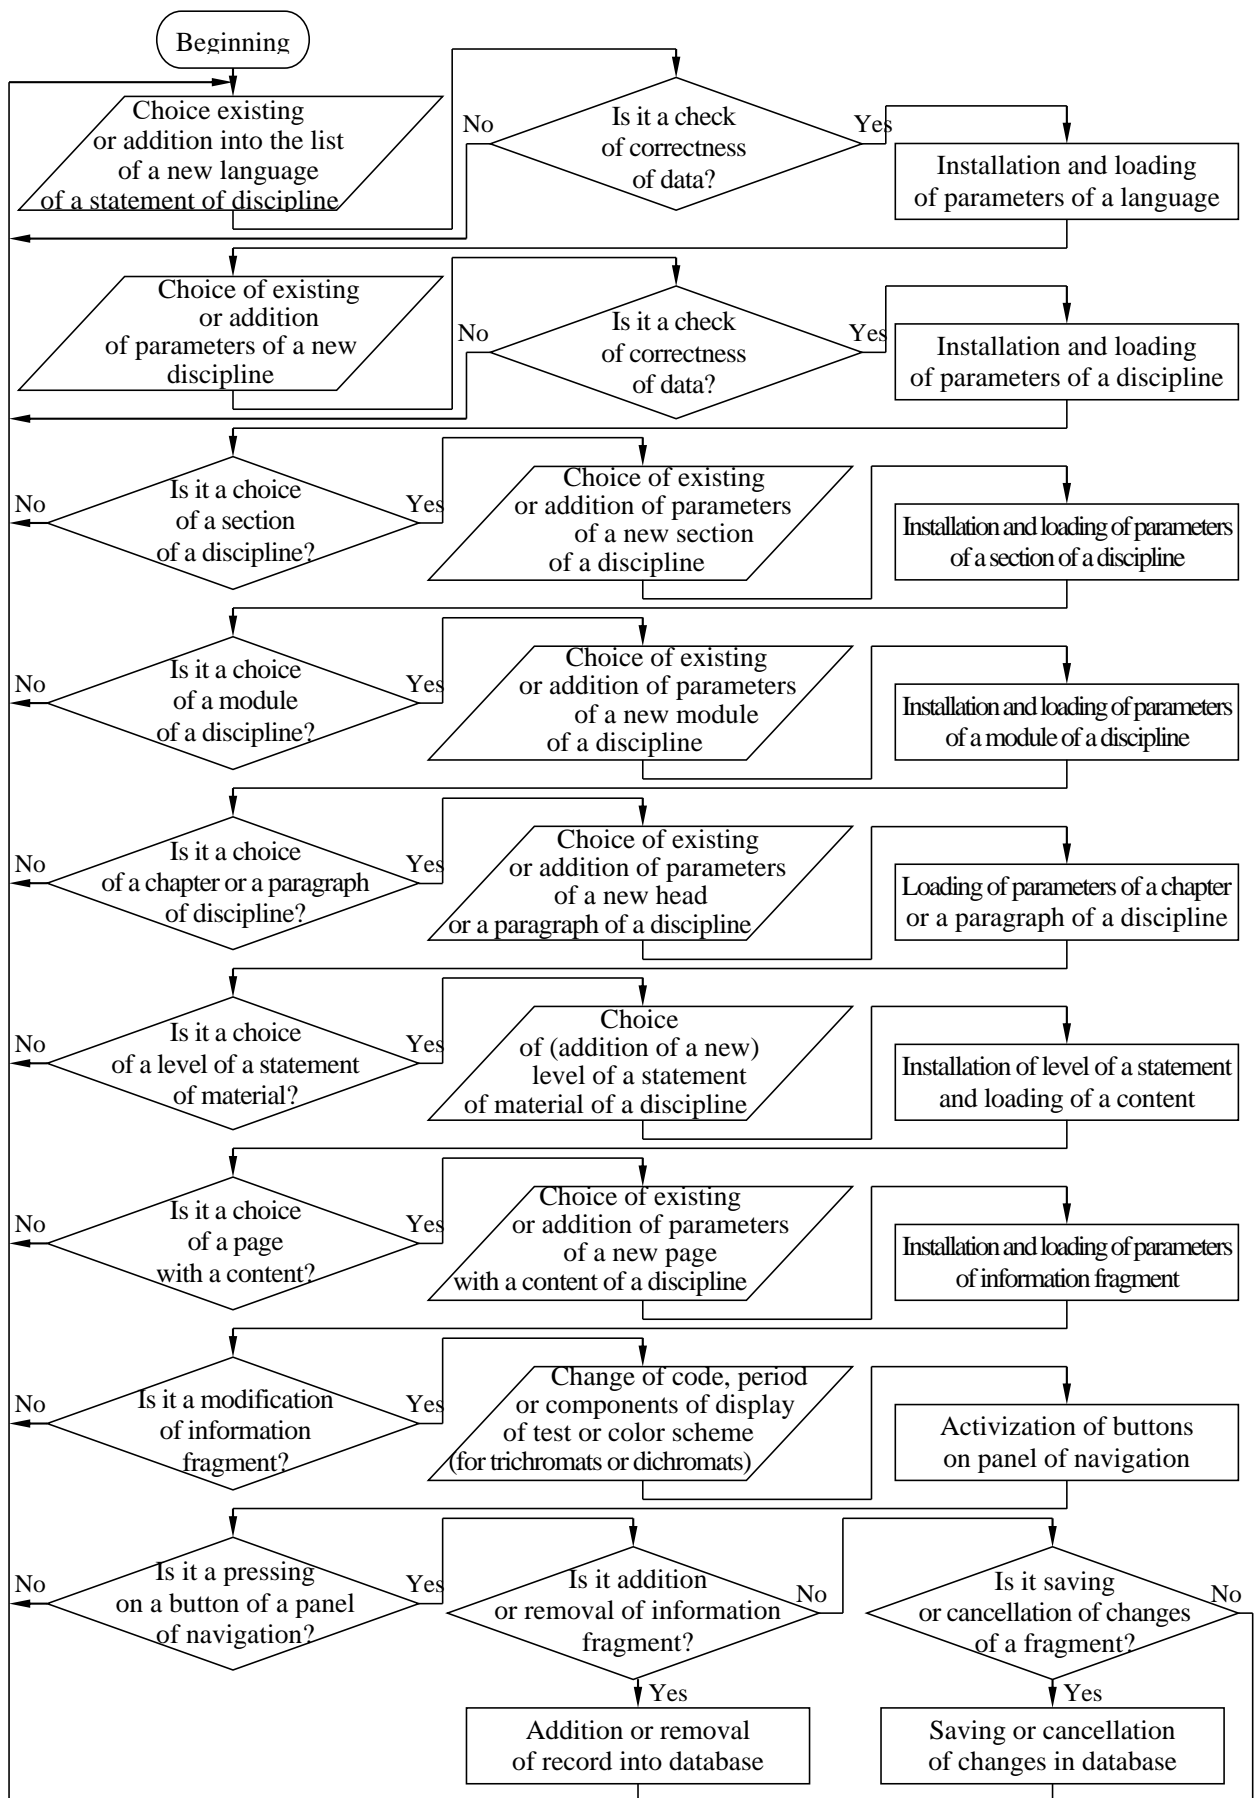 Beginning
Choice existing
or addition into the list
of a new language
of a statement of discipline
No
Is it a check
of correctness
of data?
Yes
Installation and loading
of parameters of a language
Choice of existing
or addition
of parameters of a new
discipline
No
Is it a check
of correctness
of data?
Yes
Installation and loading
of parameters of a discipline
No
Is it a choice
of a section
of a discipline?
Yes
Choice of existing
or addition of parameters
of a new section
of a discipline
Installation and loading of parameters
of a section of a discipline
No
Is it a choice
of a module
of a discipline?
Yes
Choice of existing
or addition of parameters
of a new module
of a discipline
Installation and loading of parameters
of a module of a discipline
No
Is it a choice
of a chapter or a paragraph
of discipline?
Yes
Choice of existing
or addition of parameters
of a new head
or a paragraph of a discipline
Loading of parameters of a chapter
or a paragraph of a discipline
No
Is it a choice
of a level of a statement
of material?
Yes
Choice
of (addition of a new)
level of a statement
of material of a discipline
Installation of level of a statement
and loading of a content
No
Is it a choice
of a page
with a content?
Yes
Choice of existing
or addition of parameters
of a new page
with a content of a discipline
Installation and loading of parameters
of information fragment
No
Is it a modification
of information
fragment?
Yes
Change of code, period
or components of display
of test or color scheme
(for trichromats or dichromats)
Activization of buttons
on panel of navigation
No
Is it a pressing
on a button of a panel
of navigation?
Yes
Is it addition
or removal of information
fragment?
No
Is it saving
or cancellation of changes
of a fragment?
No
Yes
Addition or removal
of record into database
Yes
Saving or cancellation
of changes in database